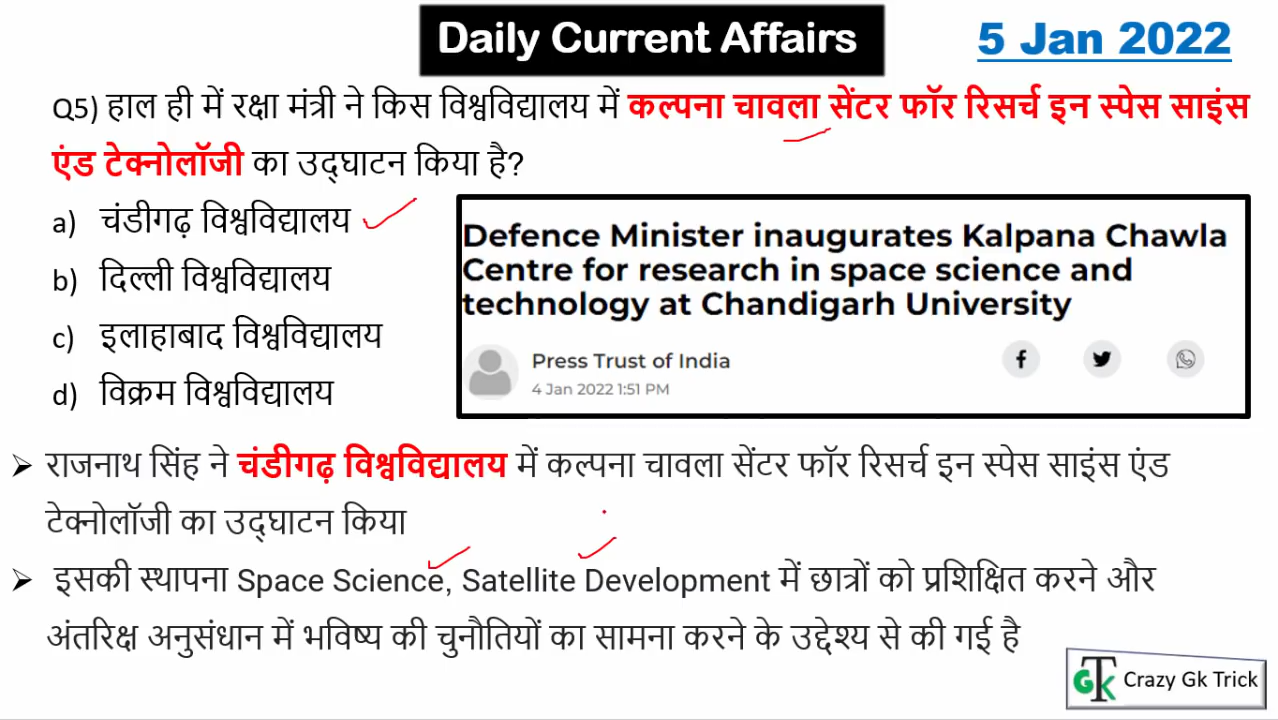 Daily Current Affairs
5 Jan 2022
Q5) हाल ही में रक्षा मंत्री ने किस विश्वविद्यालय में कल्पना चावला सेंटर फॉर रिसर्च इन स्पेस साइंस
एंड टेक्नोलॉजी का उद्घाटन किया है?
a) चंडीगढ़ विश्वविद्यालय
b) दिल्ली विश्वविद्यालय
c) इलाहाबाद विश्वविद्यालय
d) विक्रम विश्वविद्यालय
Defence Minister inaugurates Kalpana Chawla
Centre for research in space science and
technology at Chandigarh University
Press Trust of India
4 Jan 2022 1:51 PM
➢ राजनाथ सिंह ने चंडीगढ़ विश्वविद्यालय में कल्पना चावला सेंटर फॉर रिसर्च इन स्पेस साइंस एंड
टेक्नोलॉजी का उद्घाटन किया
➢ इसकी स्थापना Space Science, Satellite Development में छात्रों को प्रशिक्षित करने और
अंतरिक्ष अनुसंधान में भविष्य की चुनौतियों का सामना करने के उद्देश्य से की गई है
GTK Crazy Gk Trick